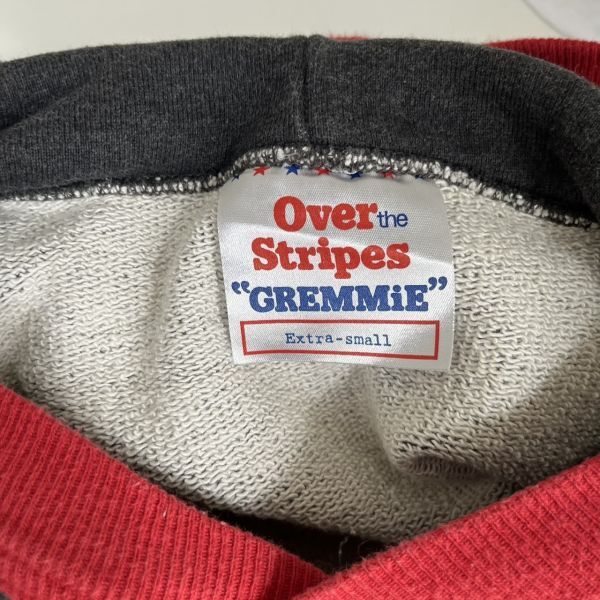 Over the
Stripes
“GREMMiE”
Extra-small